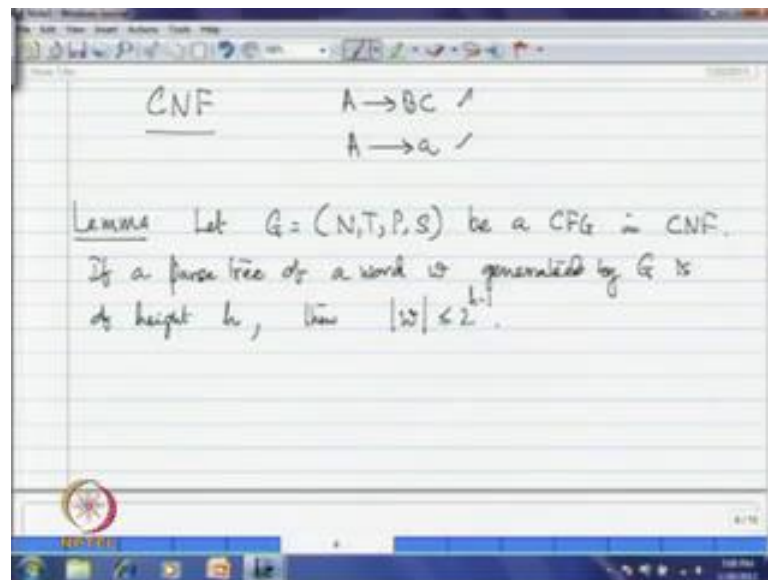 CNF A → BC ✓
A → a ✓
Lemma Let G = (N, T, P, S) be a CFG in CNF.
If a parse tree of a word w generated by G is
of height h, then |w| ≤ 2^{h-1}.
NPTEL